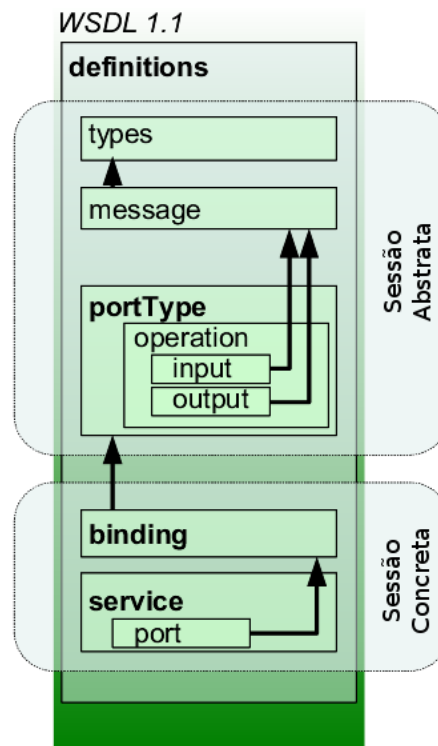 WSDL 1.1
definitions
types
message
portType
operation
input
output
Sessão
Abstrata
binding
service
port
Sessão
Concreta